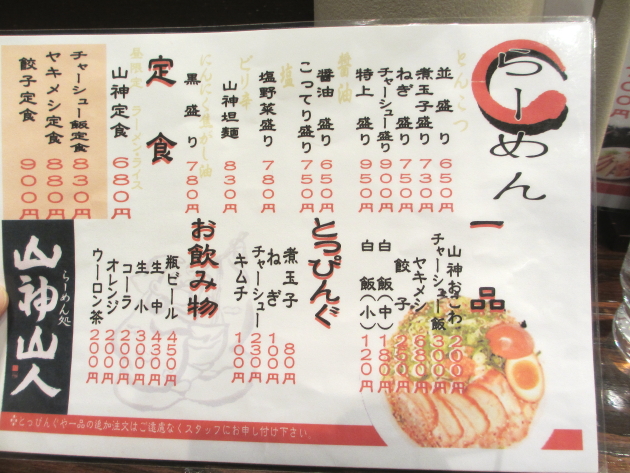 らーめん
とんこつ
並盛り 650円
煮玉子盛り 730円
ねぎ盛り 750円
チャーシュー盛り 900円
特上盛り 950円
醤油
醤油盛り 650円
こってり盛り 750円
塩
塩野菜盛り 780円
ピリ辛
山神坦麺 830円
にんにく焦がし油
黒盛り 780円
定食
昼限定 ラーメン+ライス
山神定食 680円
チャーシュー飯定食 830円
ヤキメシ定食 880円
餃子定食 900円
一品
山神おこわ 200円
チャーシュー飯 300円
ヤキメシ
餃子
白飯(中) 180円
白飯(小) 120円
とっぴんぐ
煮玉子 80円
ねぎ 100円
チャーシュー 230円
キムチ 100円
お飲み物
瓶ビール 450円
生中 430円
生小 300円
コーラ 200円
オレンジ 200円
ウーロン茶 200円
らーめん処
山神山人
とっぴんぐや一品の追加注文はご遠慮なくスタッフにお申し付け下さい。